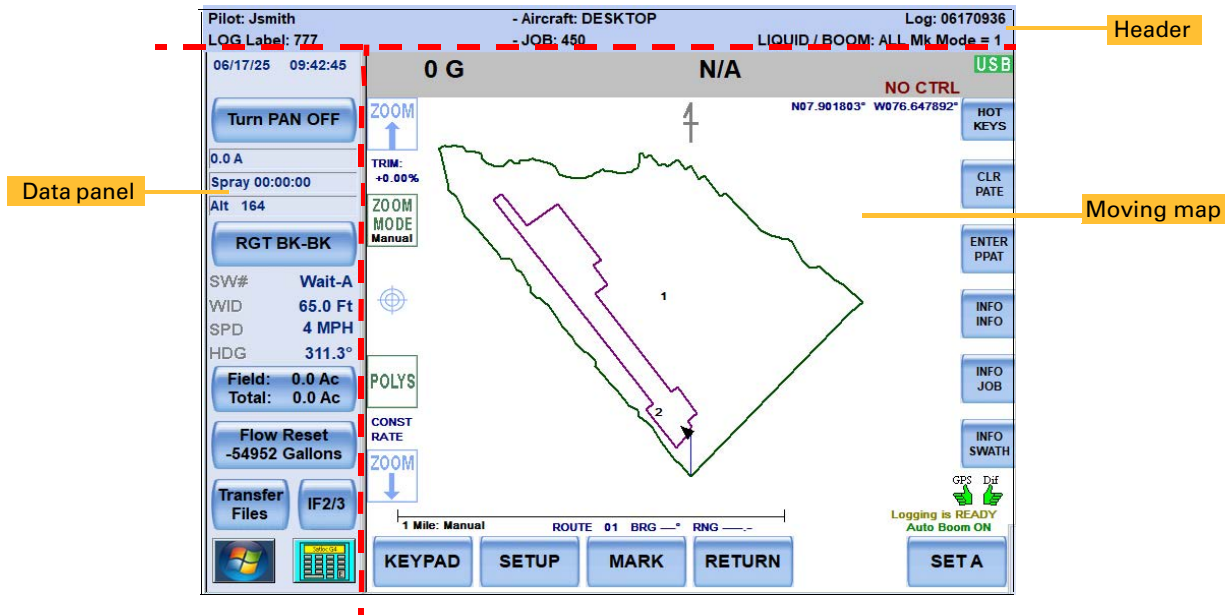 Pilot: Jsmith - Aircraft: DESKTOP Log: 06170936
LOG Label: 777 - JOB: 450 LIQUID / BOOM: ALL Mk Mode = 1
Header
06/17/25 09:42:45
0 G
N/A
USB
NO CTRL
Turn PAN OFF
ZOOM
N07.901803° W076.647892°
HOT
KEYS
0.0 A
Spray 00:00:00
Alt 164
TRIM:
+0.00%
CLR
PATE
Data panel
Moving map
ZOOM
MODE
Manual
RGT BK-BK
ENTER
PPAT
SW# Wait-A
WID 65.0 Ft
SPD 4 MPH
HDG 311.3°
1
INFO
INFO
Field: 0.0 Ac
Total: 0.0 Ac
POLYS
INFO
JOB
2
CONST
RATE
Flow Reset
-54952 Gallons
INFO
SWATH
ZOOM
GPS Dif
Transfer
Files
IF2/3
Logging is READY
Auto Boom ON
1 Mile: Manual
ROUTE 01 BRG ---° RNG ---.-
Satloc G4
KEYPAD
SETUP
MARK
RETURN
SET A